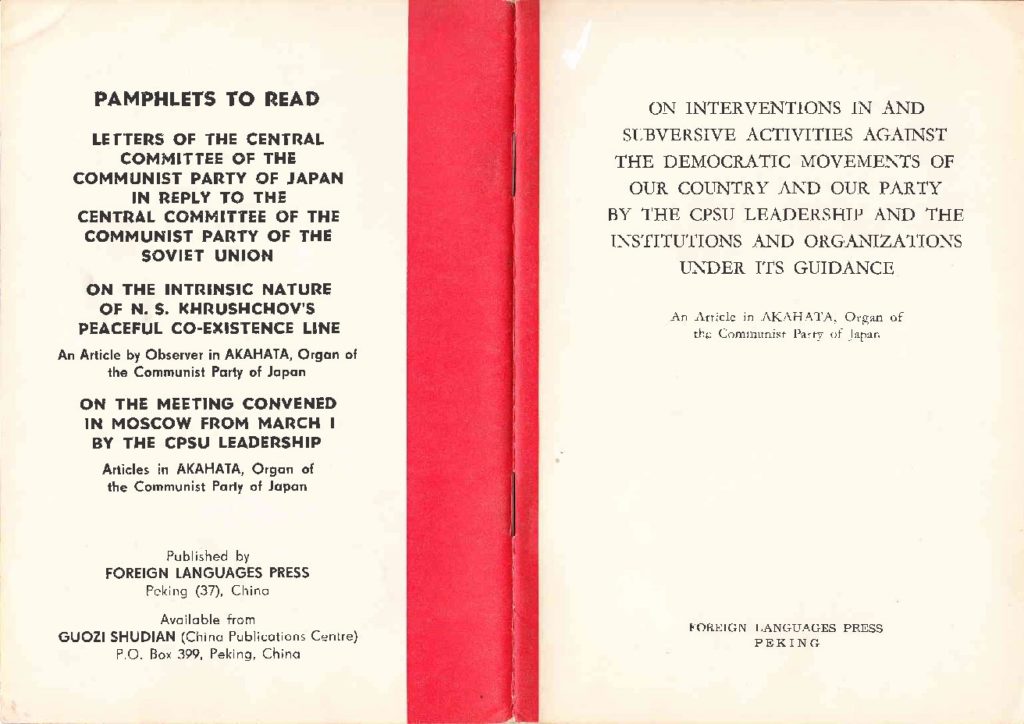 PAMPHLETS TO READ
LETTERS OF THE CENTRAL
COMMITTEE OF THE
COMMUNIST PARTY OF JAPAN
IN REPLY TO THE
CENTRAL COMMITTEE OF THE
COMMUNIST PARTY OF THE
SOVIET UNION
ON THE INTRINSIC NATURE
OF N. S. KHRUSHCHOV'S
PEACEFUL CO-EXISTENCE LINE
An Article by Observer in AKAHATA, Organ of
the Communist Party of Japan
ON THE MEETING CONVENED
IN MOSCOW FROM MARCH I
BY THE CPSU LEADERSHIP
Articles in AKAHATA, Organ of
the Communist Party of Japan
Published by
FOREIGN LANGUAGES PRESS
Peking (37), China
Available from
GUOZI SHUDIAN (China Publications Centre)
P.O. Box 399, Peking, China
ON INTERVENTIONS IN AND
SUBVERSIVE ACTIVITIES AGAINST
THE DEMOCRATIC MOVEMENTS OF
OUR COUNTRY AND OUR PARTY
BY THE CPSU LEADERSHIP AND THE
INSTITUTIONS AND ORGANIZATIONS
UNDER ITS GUIDANCE
An Article in AKAHATA, Organ of
the Communist Party of Japan
FOREIGN LANGUAGES PRESS
PEKING